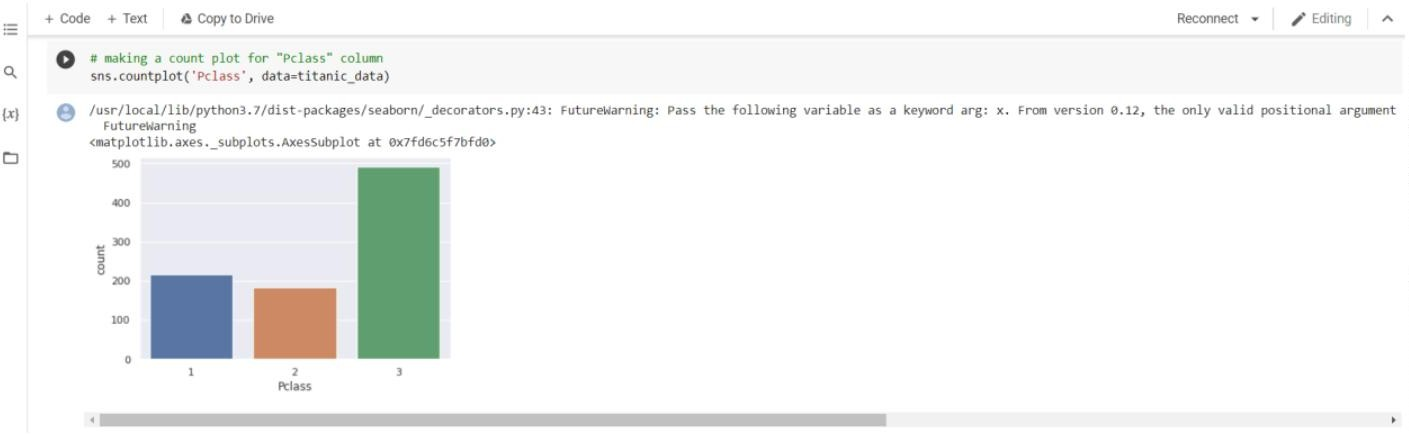 + Code + Text Copy to Drive Reconnect Editing
# making a count plot for "Pclass" column
sns.countplot('Pclass', data=titanic_data)
{x}
/usr/local/lib/python3.7/dist-packages/seaborn/_decorators.py:43: FutureWarning: Pass the following variable as a keyword arg: x. From version 0.12, the only valid positional argument
FutureWarning
<matplotlib.axes._subplots.AxesSubplot at 0x7fd6c5f7bfd0>
500
400
300
200
100
0
count
1 2 3
Pclass